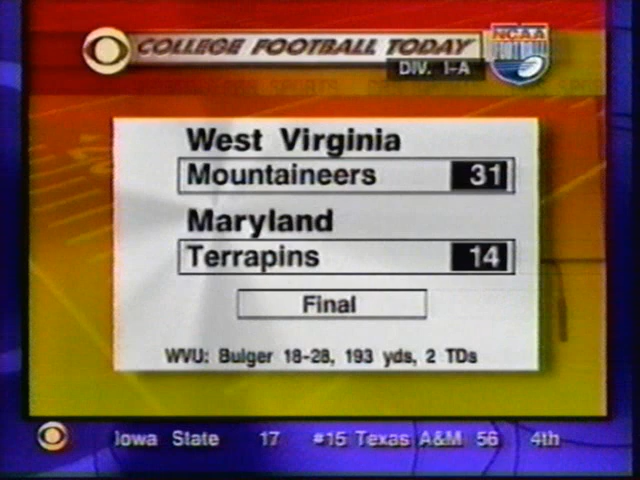 COLLEGE FOOTBALL TODAY
NCAA
DIV. I-A
West Virginia
Mountaineers 31
Maryland
Terrapins 14
Final
WVU: Bulger 18-28, 193 yds, 2 TDs
Iowa State 17 #15 Texas A&M 56 4th